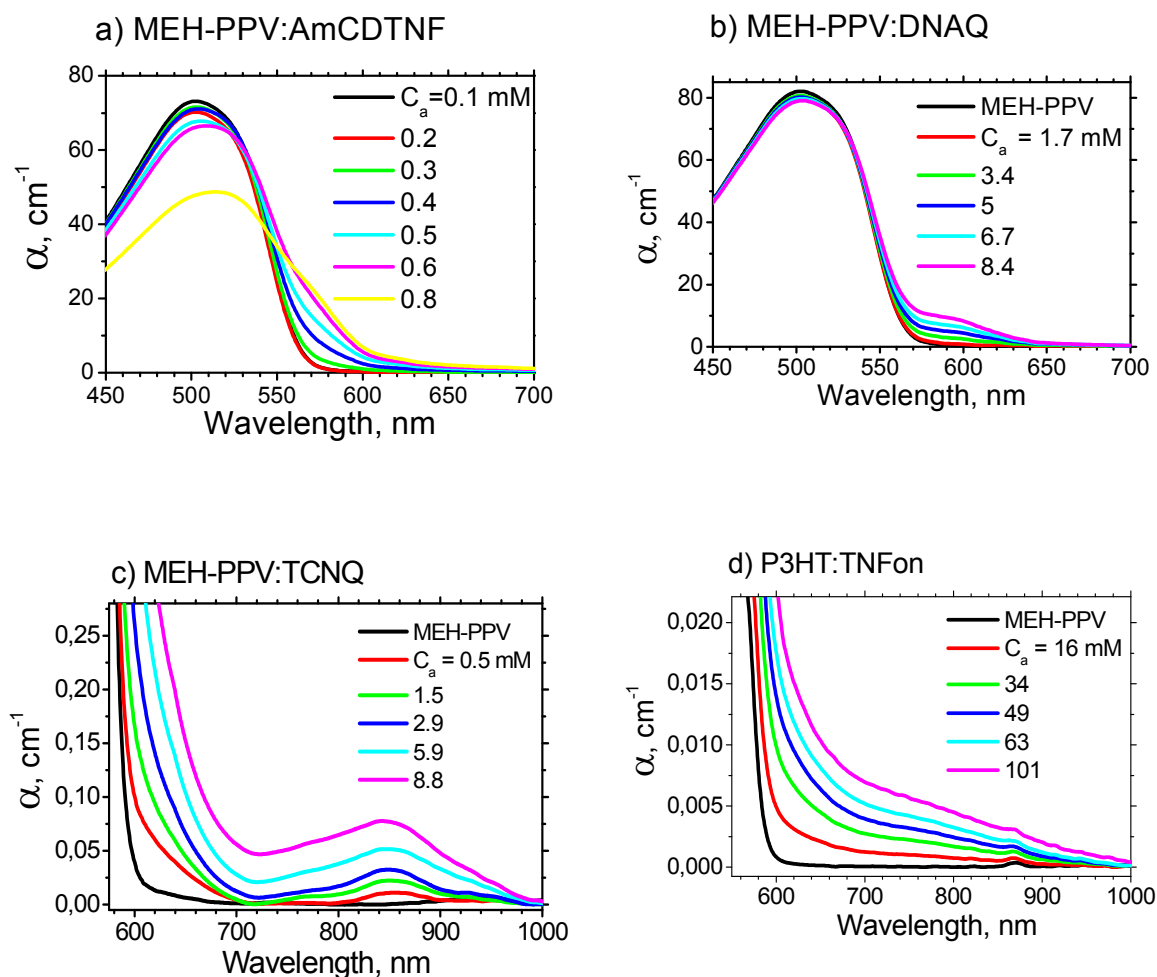 a) MEH-PPV:AmCDTNF
80
60
40
20
0
α, cm-1
450 500 550 600 650 700
Wavelength, nm
Ca=0.1 mM
0.2
0.3
0.4
0.5
0.6
0.8
b) MEH-PPV:DNAQ
80
60
40
20
0
α, cm-1
450 500 550 600 650 700
Wavelength, nm
MEH-PPV
Ca = 1.7 mM
3.4
5
6.7
8.4
c) MEH-PPV:TCNQ
0,25
0,20
0,15
0,10
0,05
0,00
α, cm-1
600 700 800 900 1000
Wavelength, nm
MEH-PPV
Ca = 0.5 mM
1.5
2.9
5.9
8.8
d) P3HT:TNFon
0,020
0,015
0,010
0,005
0,000
α, cm-1
600 700 800 900 1000
Wavelength, nm
MEH-PPV
Ca = 16 mM
34
49
63
101